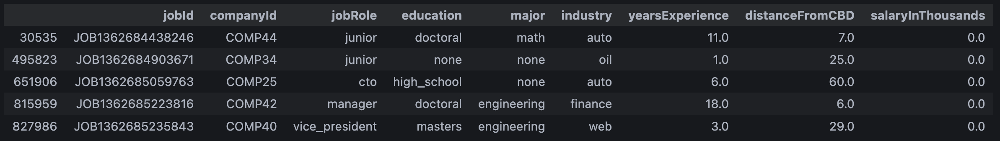 jobId companyId jobRole education major industry yearsExperience distanceFromCBD salaryInThousands
30535 JOB1362684438246 COMP44 junior doctoral math auto 11.0 7.0 0.0
495823 JOB1362684903671 COMP34 junior none none oil 1.0 25.0 0.0
651906 JOB1362685059763 COMP25 cto high_school none auto 6.0 60.0 0.0
815959 JOB1362685223816 COMP42 manager doctoral engineering finance 18.0 6.0 0.0
827986 JOB1362685235843 COMP40 vice_president masters engineering web 3.0 29.0 0.0